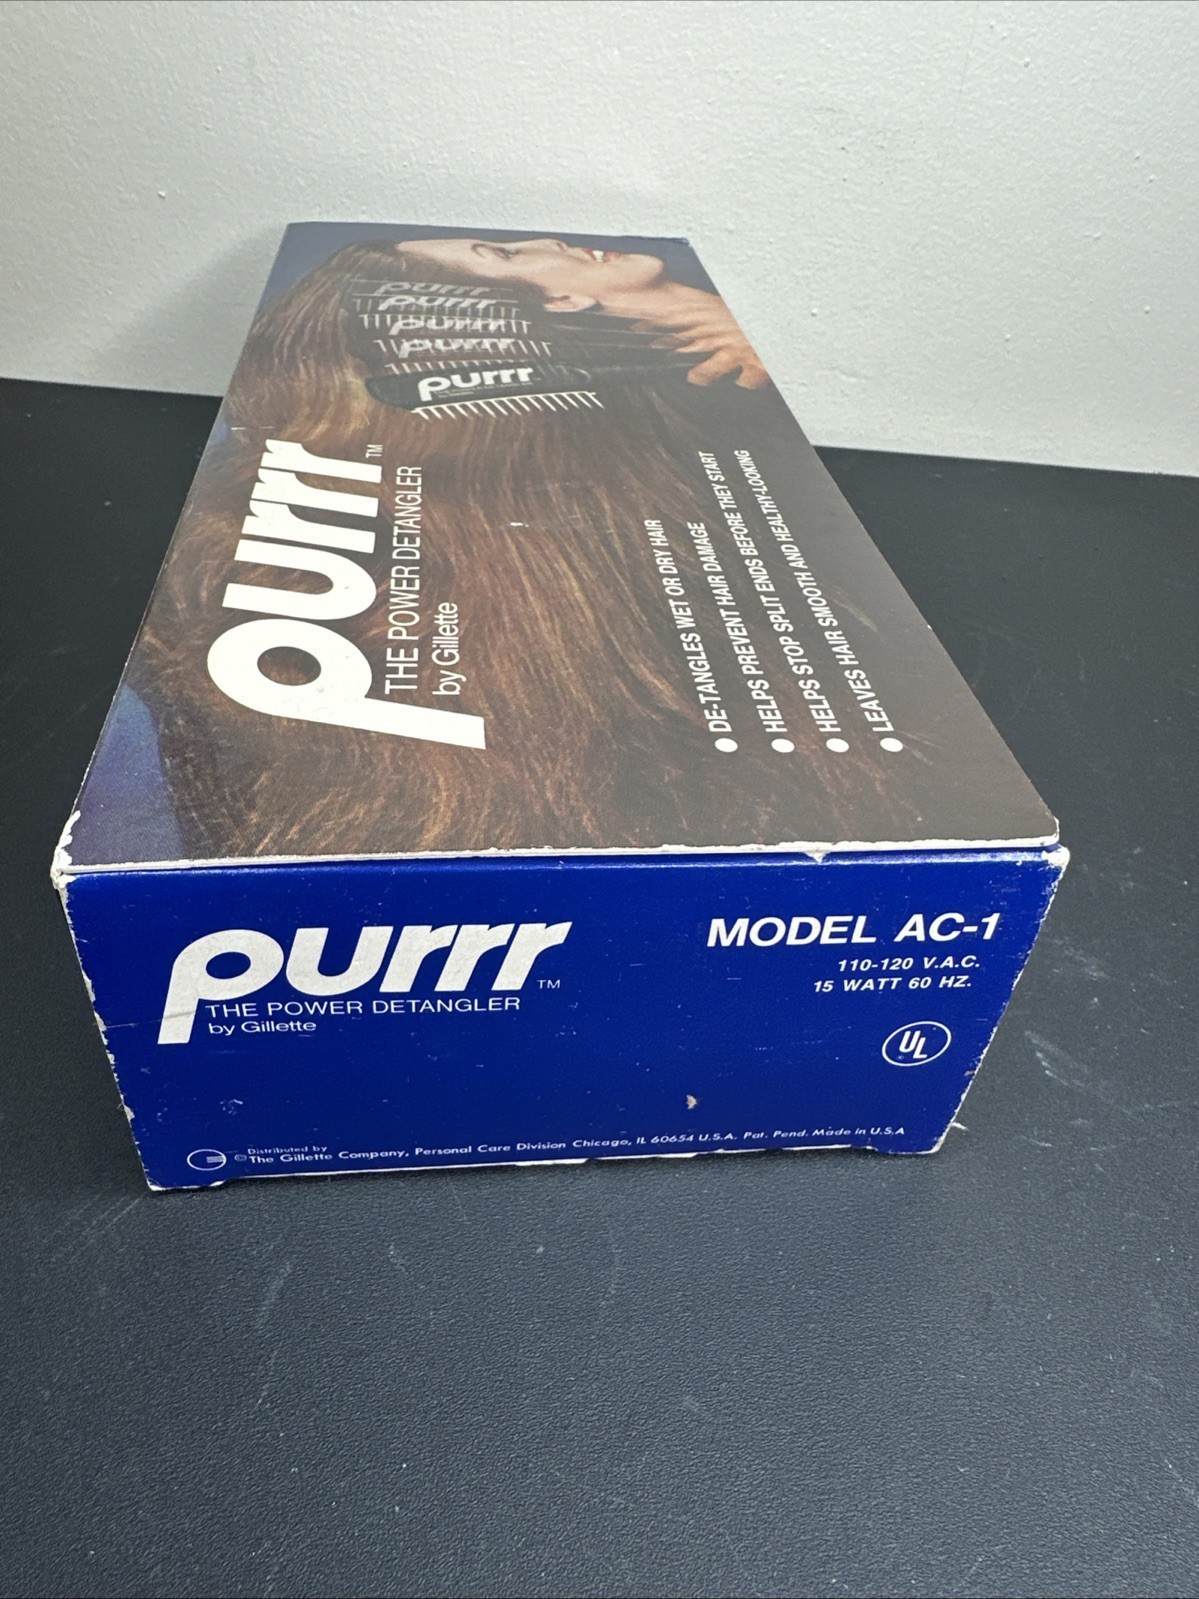 purrr
purrr
purrr
purrr
purrr
purrr™
THE POWER DETANGLER
by Gillette
● DE-TANGLES WET OR DRY HAIR
● HELPS PREVENT HAIR DAMAGE
● HELPS STOP SPLIT ENDS BEFORE THEY START
● LEAVES HAIR SMOOTH AND HEALTHY-LOOKING
purrr™
THE POWER DETANGLER
by Gillette
MODEL AC-1
110-120 V.A.C.
15 WATT 60 HZ.
UL
Distributed by
©The Gillette Company, Personal Care Division Chicago, IL 60654 U.S.A. Pat. Pend. Made in U.S.A